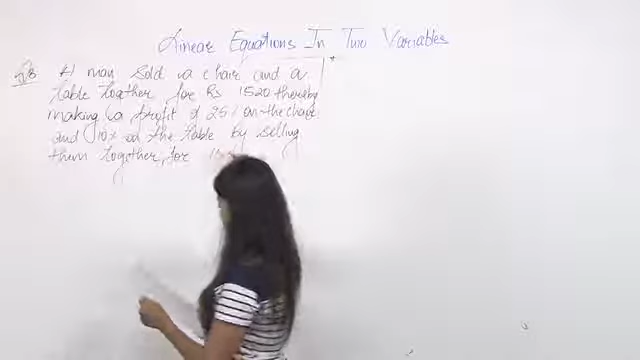 Linear Equations In Two Variables
A man sold a chair and a
table together for Rs 1520 thereby
making a profit of 25% on the chair
and 10% on the table by selling
them together for